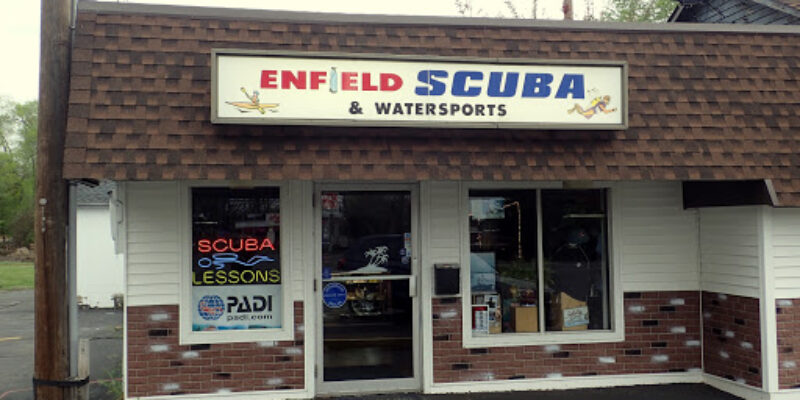 ENFIELD SCUBA
& WATERSPORTS
SCUBA
LESSONS
PADI
padi.com